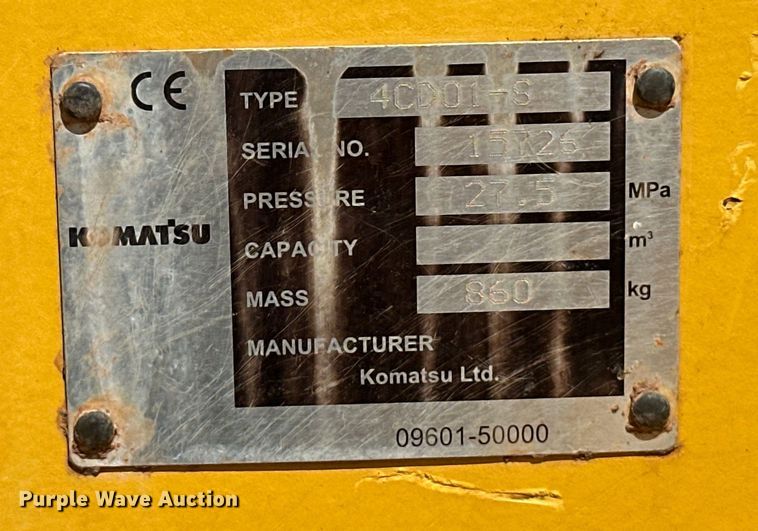 CE
TYPE 4CD01-S
SERIAL NO. 15726
PRESSURE 27.5 MPa
KOMATSU
CAPACITY m³
MASS 860 kg
MANUFACTURER
Komatsu Ltd.
09601-50000
Purple Wave Auction